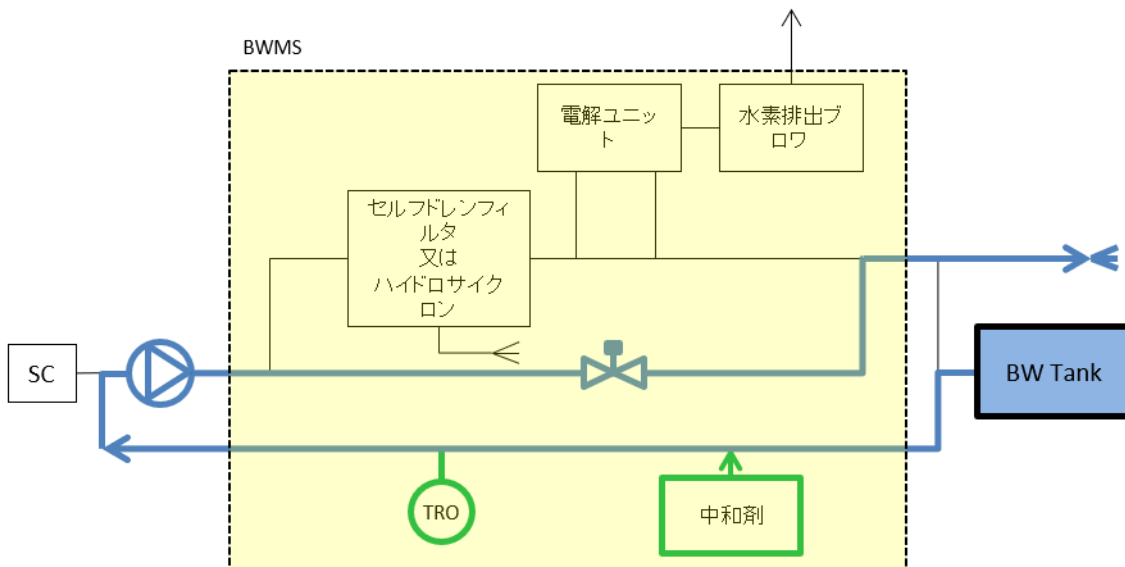 BWMS
電解ユニッ
ト
水素排出ブ
ロワ
セルフドレンフィ
ルタ
又は
ハイドロサイク
ロン
SC
BW Tank
TRO
中和剤